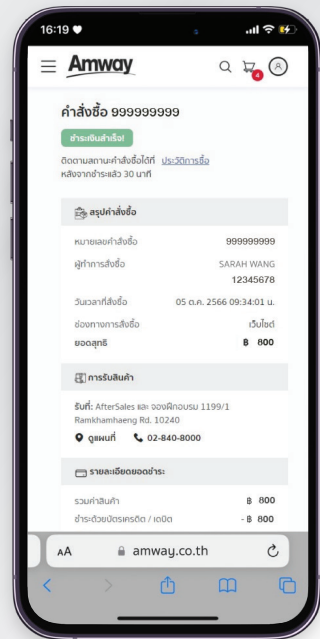 16:19
Amway
4
คำสั่งซื้อ 999999999
ชำระเงินสำเร็จ!
ติดตามสถานะคำสั่งซื้อได้ที่ ประวัติการซื้อ
หลังจากชำระแล้ว 30 นาที
สรุปคำสั่งซื้อ
หมายเลขคำสั่งซื้อ 999999999
ผู้ทำการสั่งซื้อ SARAH WANG
12345678
วันเวลาที่สั่งซื้อ 05 ต.ค. 2566 09:34:01 น.
ช่องทางการสั่งซื้อ เว็บไซต์
ยอดสุทธิ ฿ 800
การรับสินค้า
รับที่: AfterSales และ จองฝึกอบรม 1199/1
Ramkhamhaeng Rd. 10240
ดูแผนที่ 02-840-8000
รายละเอียดยอดชำระ
รวมค่าสินค้า ฿ 800
ชำระด้วยบัตรเครดิต / เดบิต - ฿ 800
AA amway.co.th